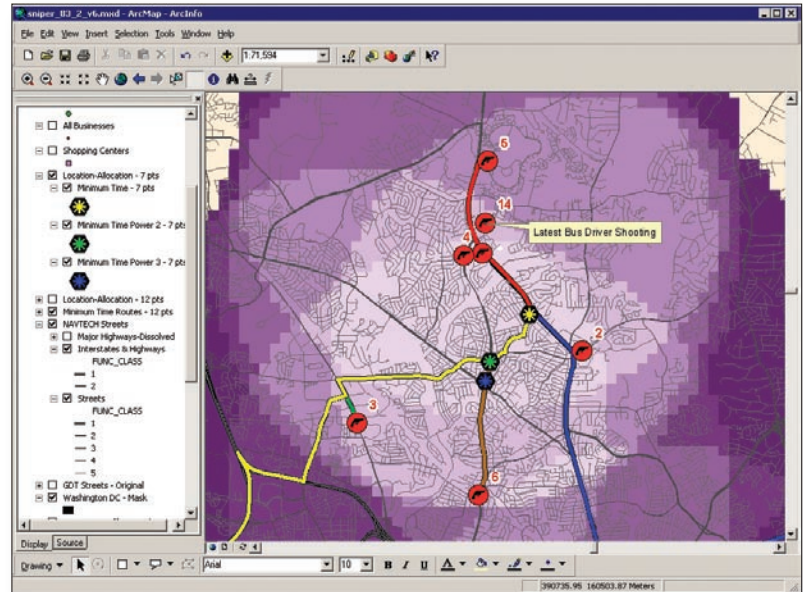 sniper_03_2_v6.mxd - ArcMap - ArcInfo
File Edit View Insert Selection Tools Window Help
1:71,594
All Businesses
Shopping Centers
Location-Allocation - 7 pts
Minimum Time - 7 pts
Minimum Time Power 2 - 7 pts
Minimum Time Power 3 - 7 pts
Location-Allocation - 12 pts
Minimum Time Routes - 12 pts
NAVTECH Streets
Major Highways-Dissolved
Interstates & Highways
FUNC_CLASS
1
2
Streets
FUNC_CLASS
1
2
3
4
5
GDT Streets - Original
Washington DC - Mask
Display Source
5
14
Latest Bus Driver Shooting
4
2
3
6
Drawing
Arial
10
B I U A
390735.95 160503.87 Meters